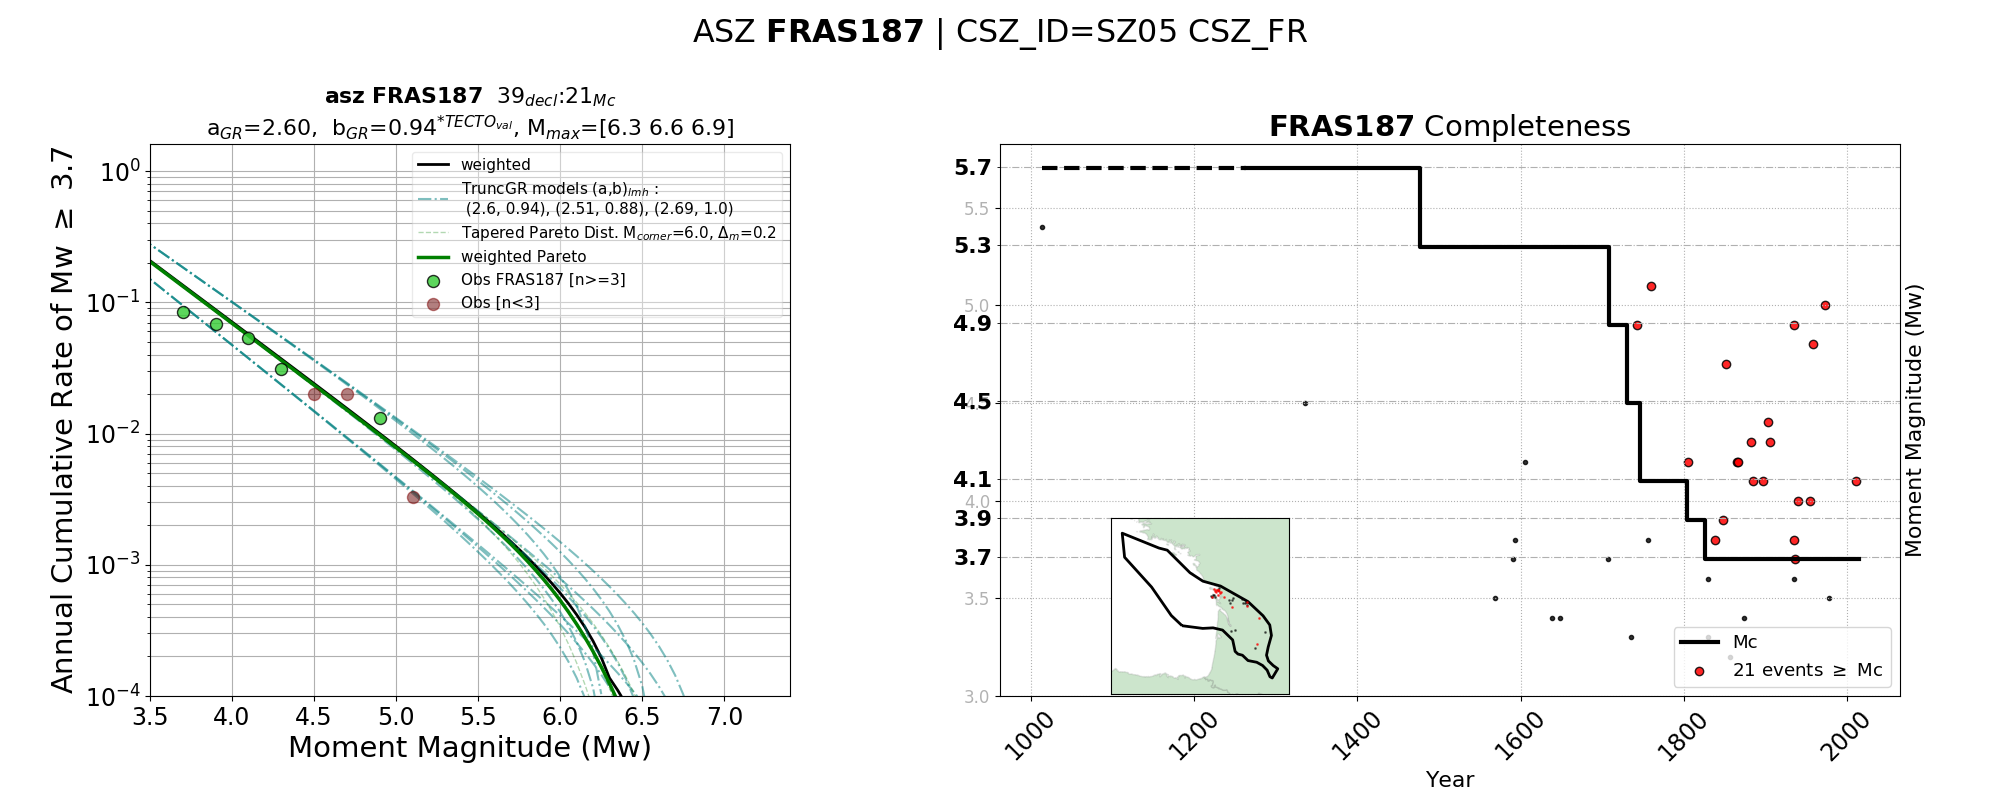 ASZ FRAS187 | CSZ_ID=SZ05 CSZ_FR
asz FRAS187 39decl:21Mc
aGR=2.60, bGR=0.94*TECTOval, Mmax=[6.3 6.6 6.9]
Annual Cumulative Rate of Mw ≥ 3.7
10^0
10^−1
10^−2
10^−3
10^−4
weighted
TruncGR models (a,b)lmh :
(2.6, 0.94), (2.51, 0.88), (2.69, 1.0)
Tapered Pareto Dist. Mcorner=6.0, Δm=0.2
weighted Pareto
Obs FRAS187 [n>=3]
Obs [n<3]
3.5 4.0 4.5 5.0 5.5 6.0 6.5 7.0
Moment Magnitude (Mw)
FRAS187 Completeness
5.7
5.5
5.3
5.0
4.9
4.5
4.5
4.1
4.0
3.9
3.7
3.5
3.0
Mc
21 events ≥ Mc
1000 1200 1400 1600 1800 2000
Year
Moment Magnitude (Mw)